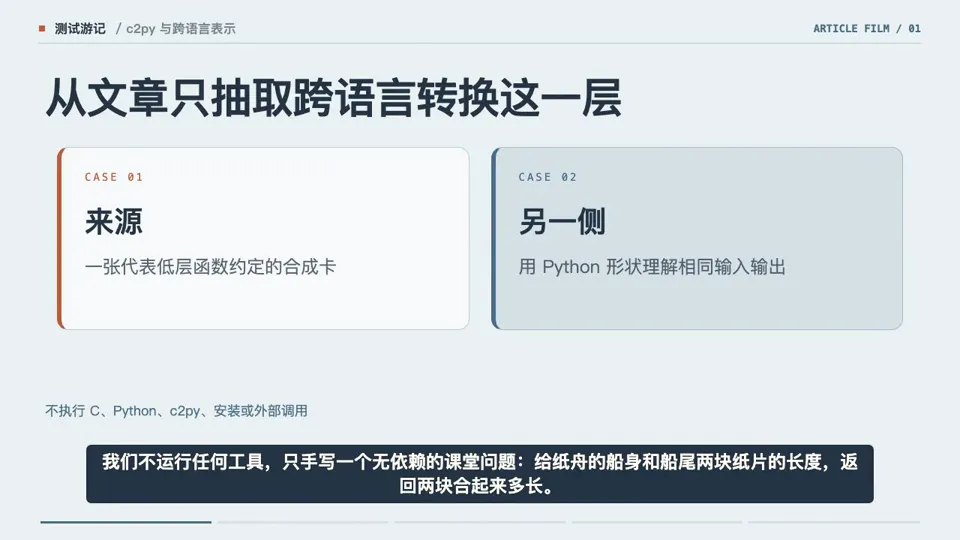 测试游记 / c2py 与跨语言表示
ARTICLE FILM / 01
从文章只抽取跨语言转换这一层
CASE 01
来源
一张代表低层函数约定的合成卡
CASE 02
另一侧
用 Python 形状理解相同输入输出
不执行 C、Python、c2py、安装或外部调用
我们不运行任何工具，只手写一个无依赖的课堂问题：给纸舟的船身和船尾两块纸片的长度，返
回两块合起来多长。